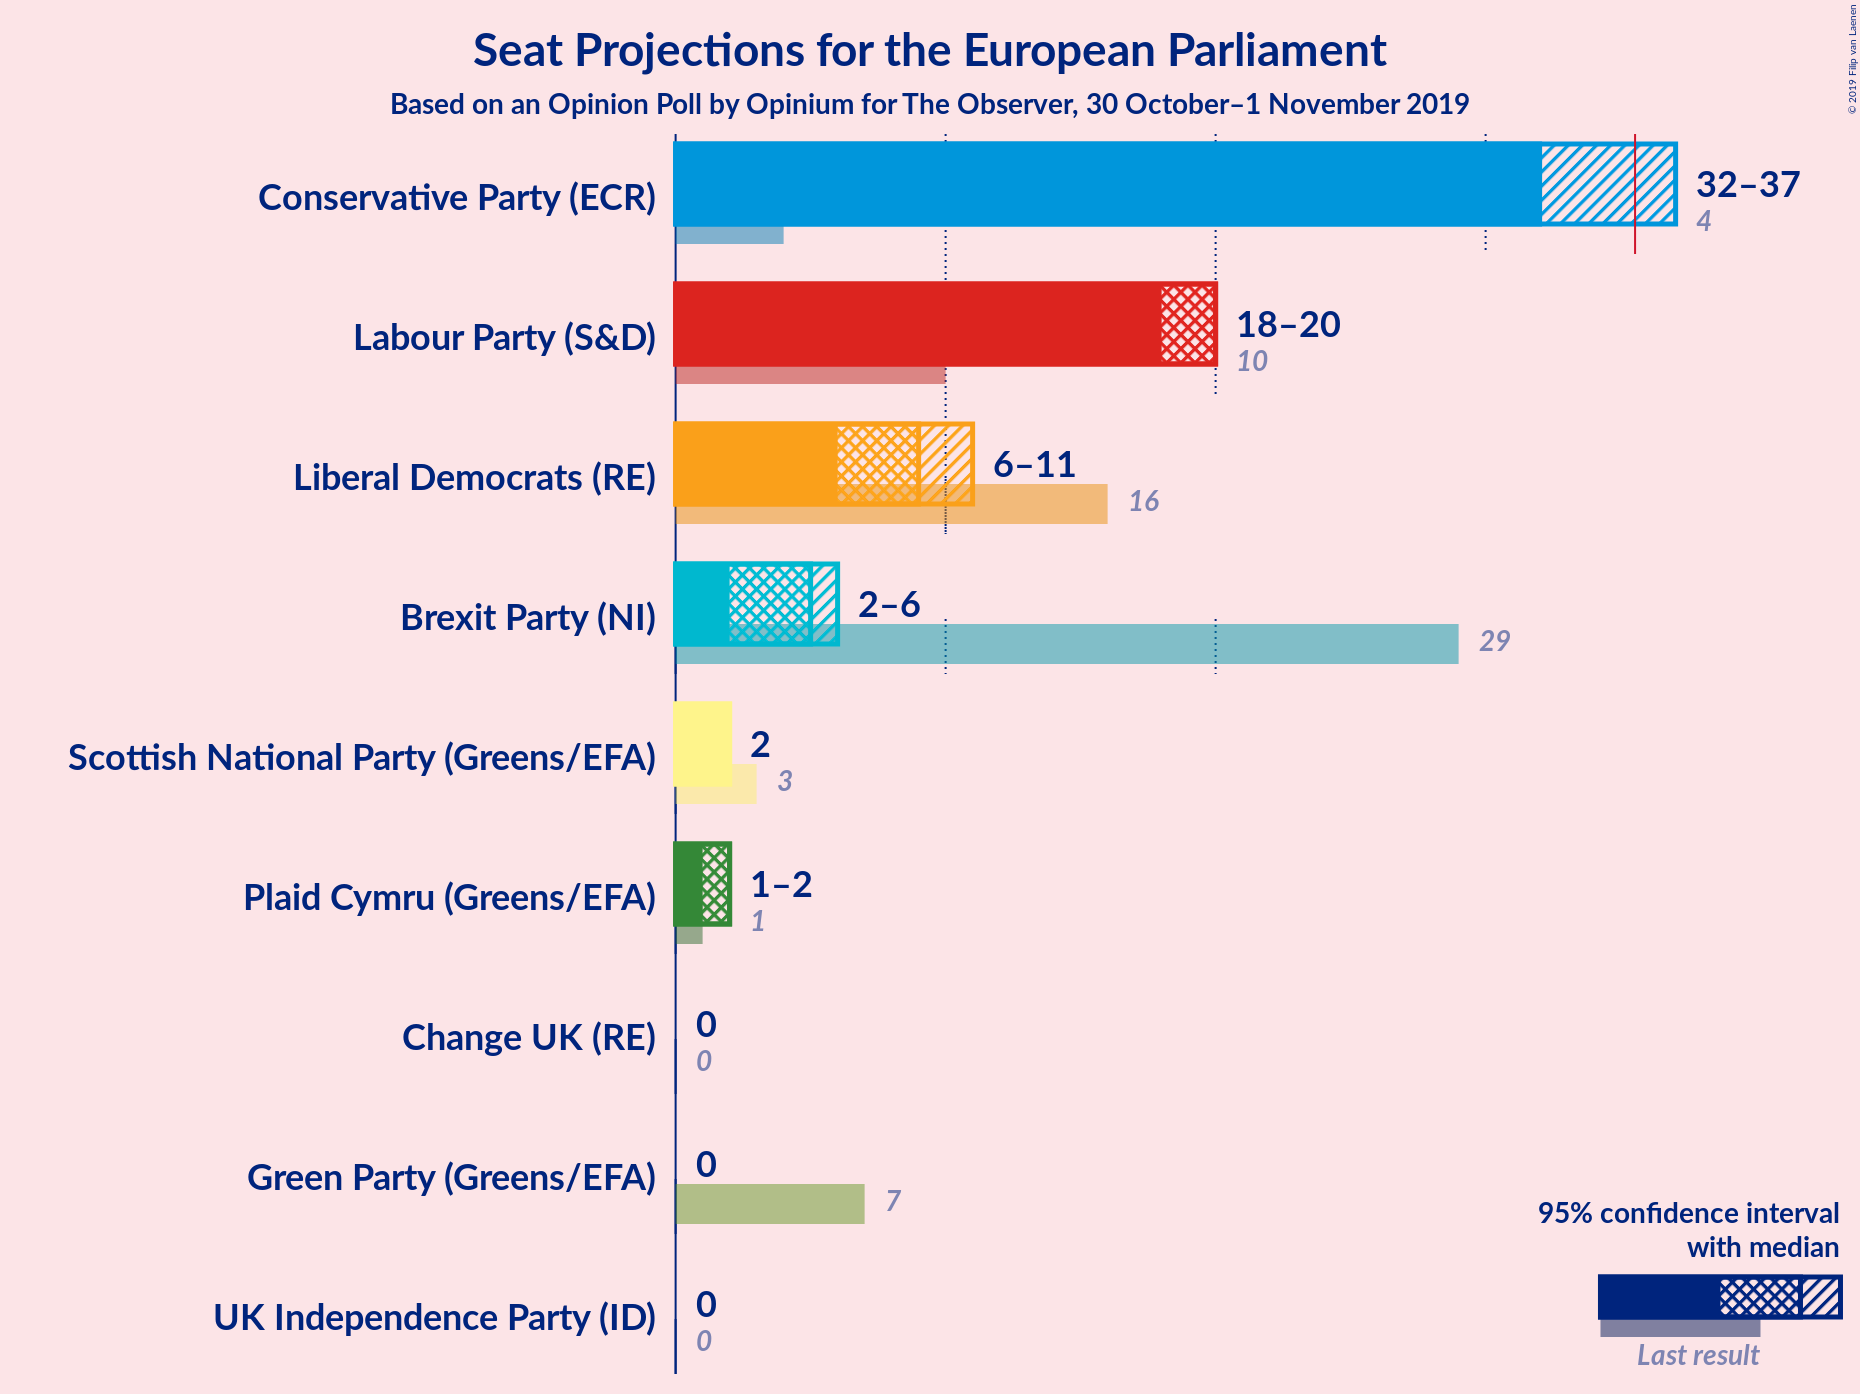 Seat Projections for the European Parliament
Based on an Opinion Poll by Opinium for The Observer, 30 October–1 November 2019
© 2019 Filip van Laenen
Conservative Party (ECR)
32–37
4
Labour Party (S&D)
18–20
10
Liberal Democrats (RE)
6–11
16
Brexit Party (NI)
2–6
29
Scottish National Party (Greens/EFA)
2
3
Plaid Cymru (Greens/EFA)
1–2
1
Change UK (RE)
0
0
Green Party (Greens/EFA)
0
7
UK Independence Party (ID)
0
0
95% confidence interval
with median
Last result